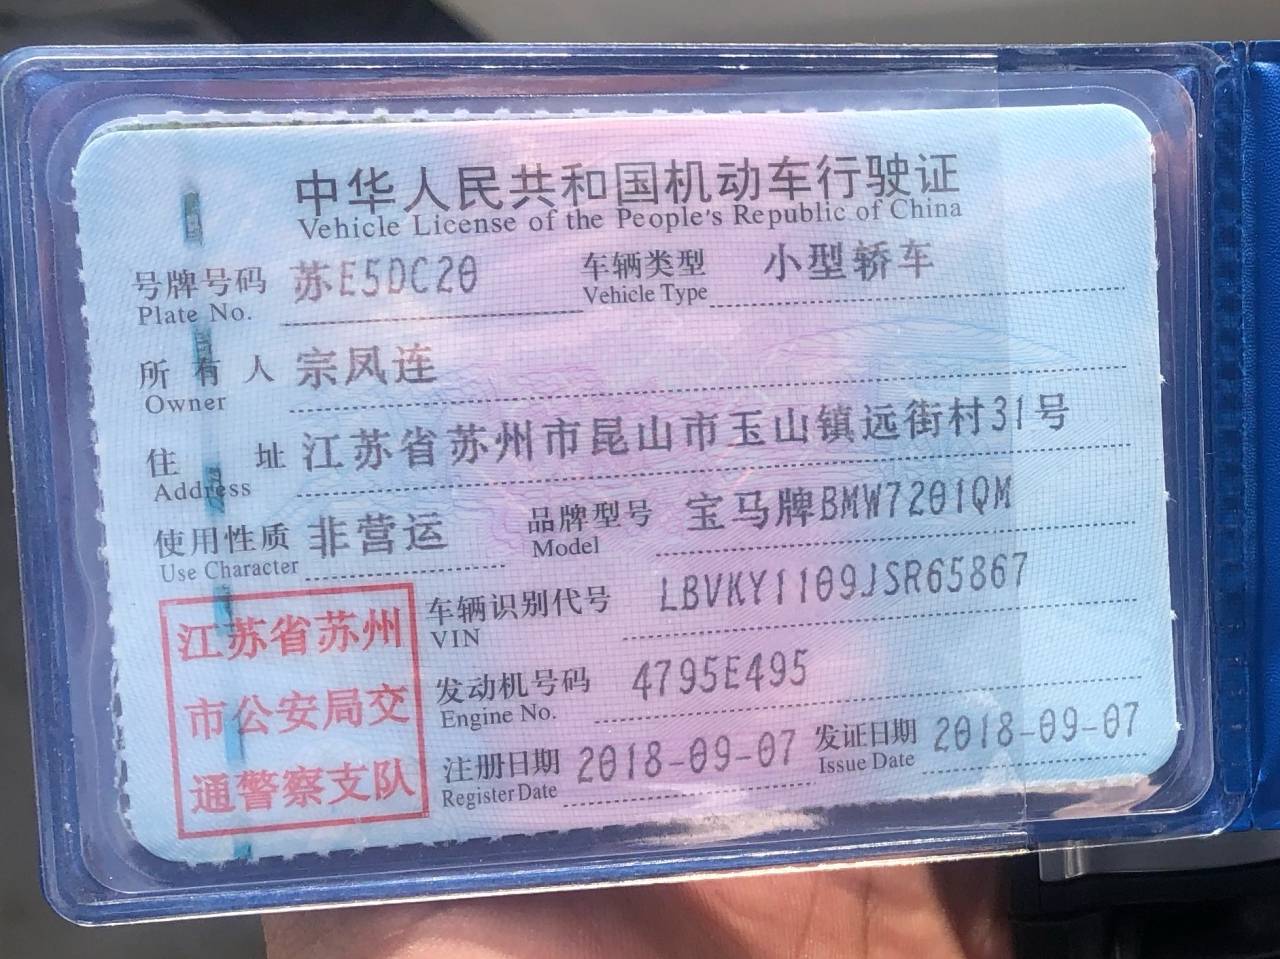 中华人民共和国机动车行驶证
Vehicle License of the People's Republic of China
号牌号码 苏E5DC20 车辆类型 小型轿车
Plate No. Vehicle Type
所有人 宗凤连
Owner
住址 江苏省苏州市昆山市玉山镇远街村31号
Address
使用性质 非营运 品牌型号 宝马牌BMW7201QM
Use Character Model
江苏省苏州 车辆识别代号 LBVKY1109JSR65867
VIN
市公安局交 发动机号码 4795E495
Engine No.
通警察支队 注册日期 2018-09-07 发证日期 2018-09-07
Register Date Issue Date